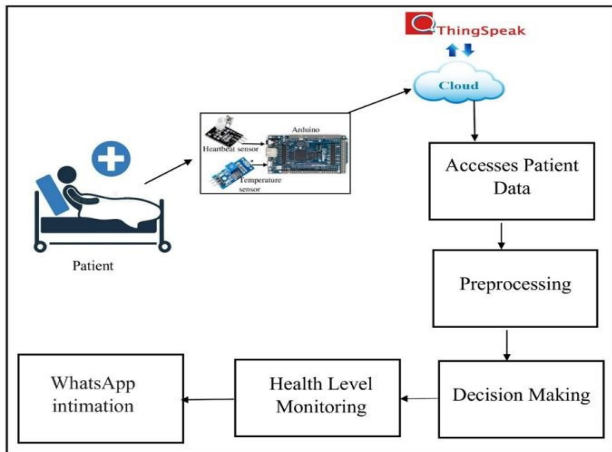 ThingSpeak
Cloud
Arduino
Heartbeat sensor
Temperature
sensor
Patient
Accesses Patient
Data
Preprocessing
Decision Making
Health Level
Monitoring
WhatsApp
intimation